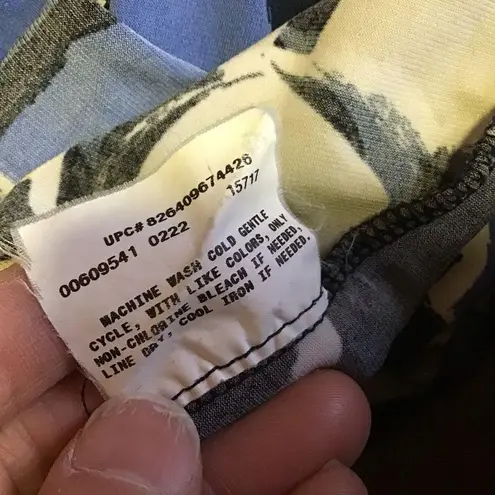 UPC# 826409674426
00609541 0222 15717
MACHINE WASH COLD GENTLE
CYCLE, WITH LIKE COLORS, ONLY
NON-CHLORINE BLEACH IF NEEDED,
LINE DRY, COOL IRON IF NEEDED.